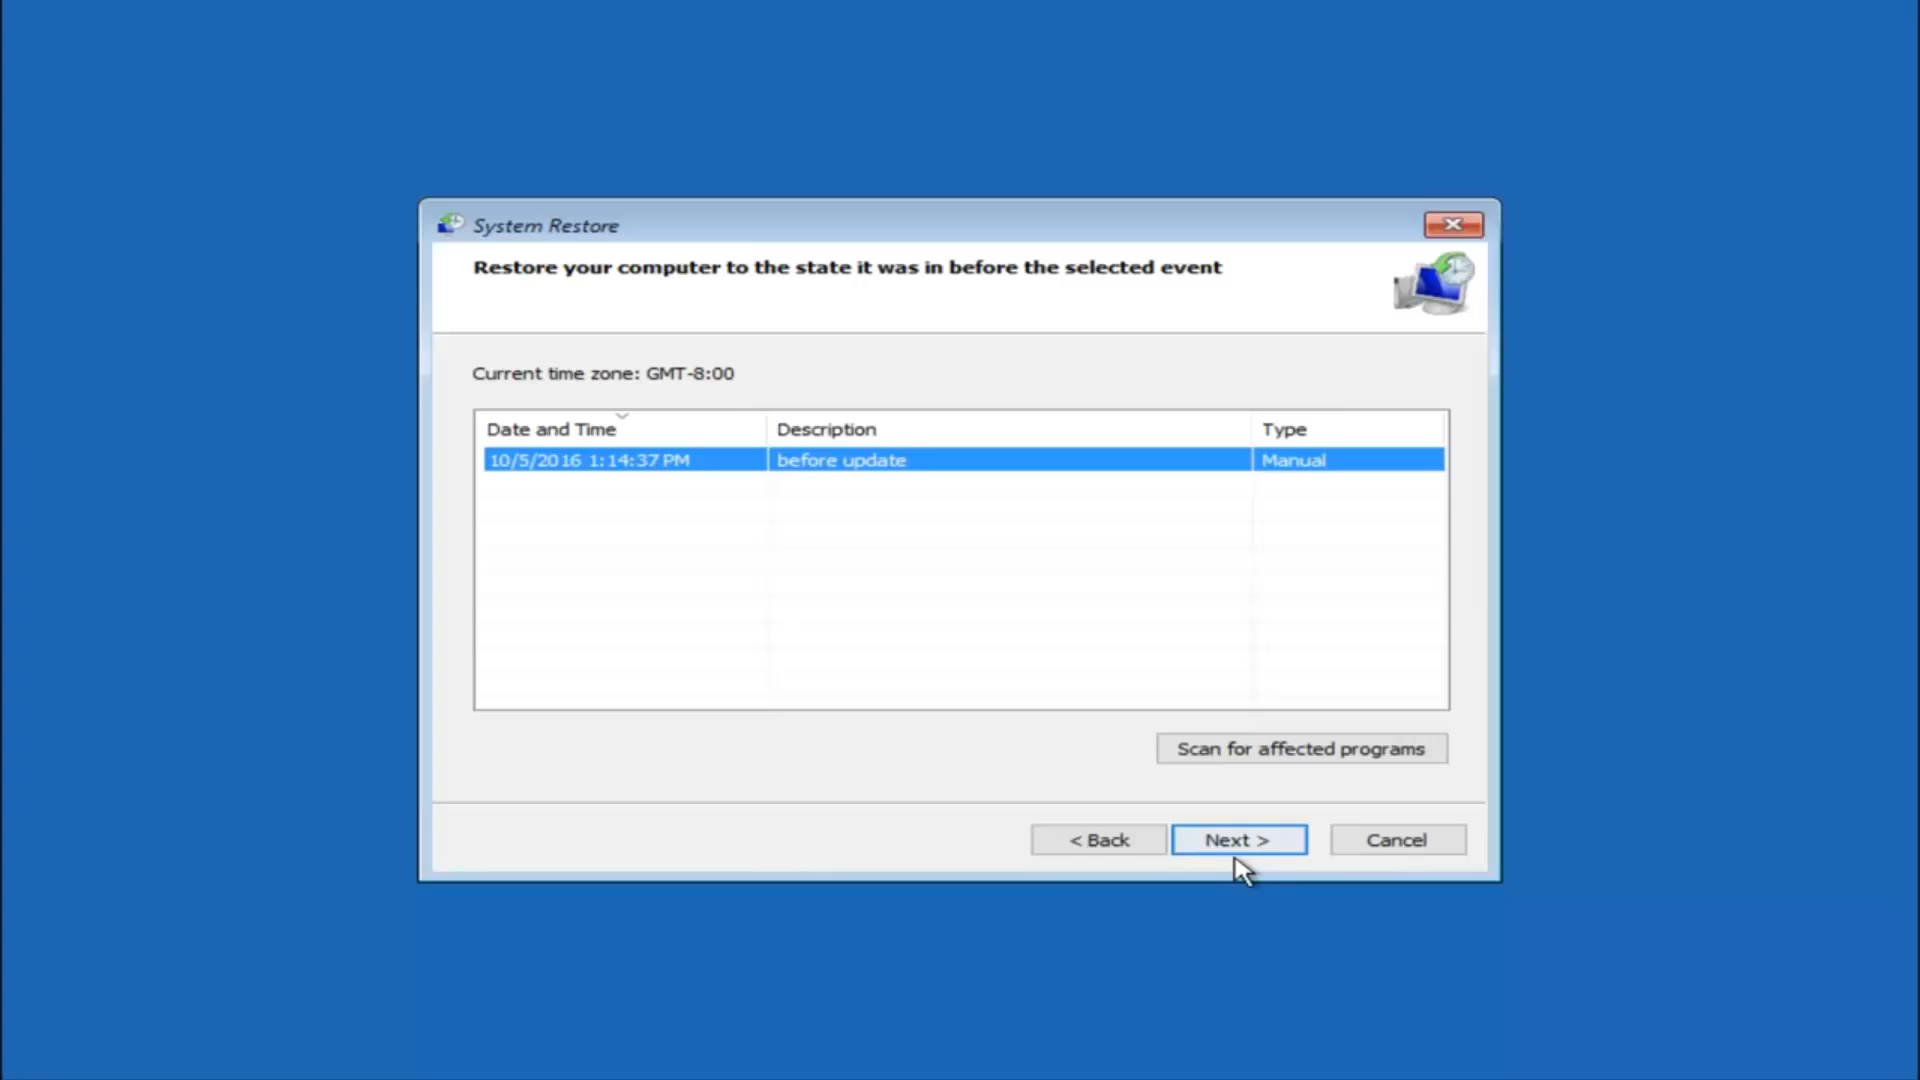 System Restore
Restore your computer to the state it was in before the selected event
Current time zone: GMT-8:00
Date and Time Description Type
10/5/2016 1:14:37 PM before update Manual
Scan for affected programs
< Back Next > Cancel